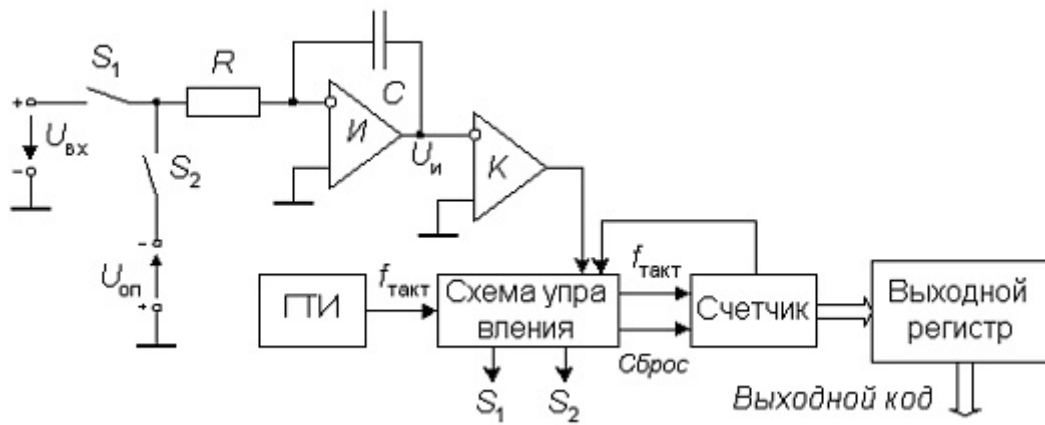 S1
R
C
+
Uвх
-
S2
И
Uи
К
-
Uоп
+
fтакт
fтакт
ГТИ
Схема упра
вления
Счетчик
Выходной
регистр
Сброс
S1
S2
Выходной код